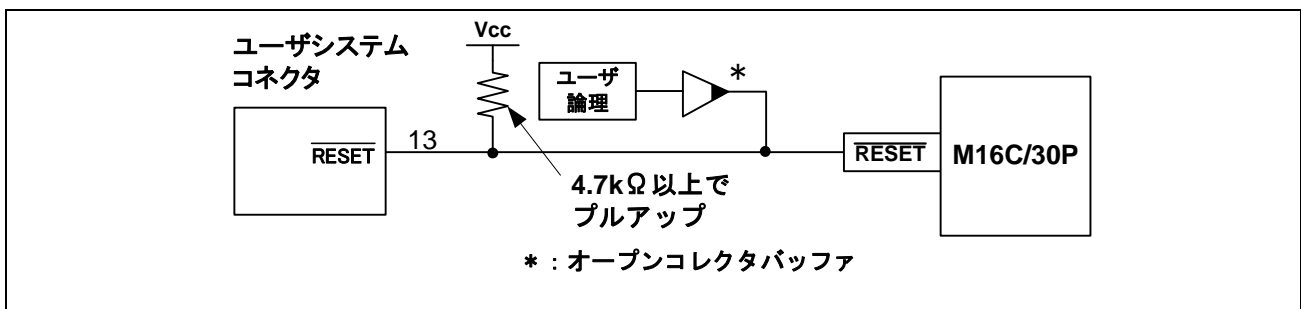 ユーザシステム
コネクタ
Vcc
ユーザ
論理
*
RESET
13
RESET
M16C/30P
4.7kΩ以上で
プルアップ
*：オープンコレクタバッファ